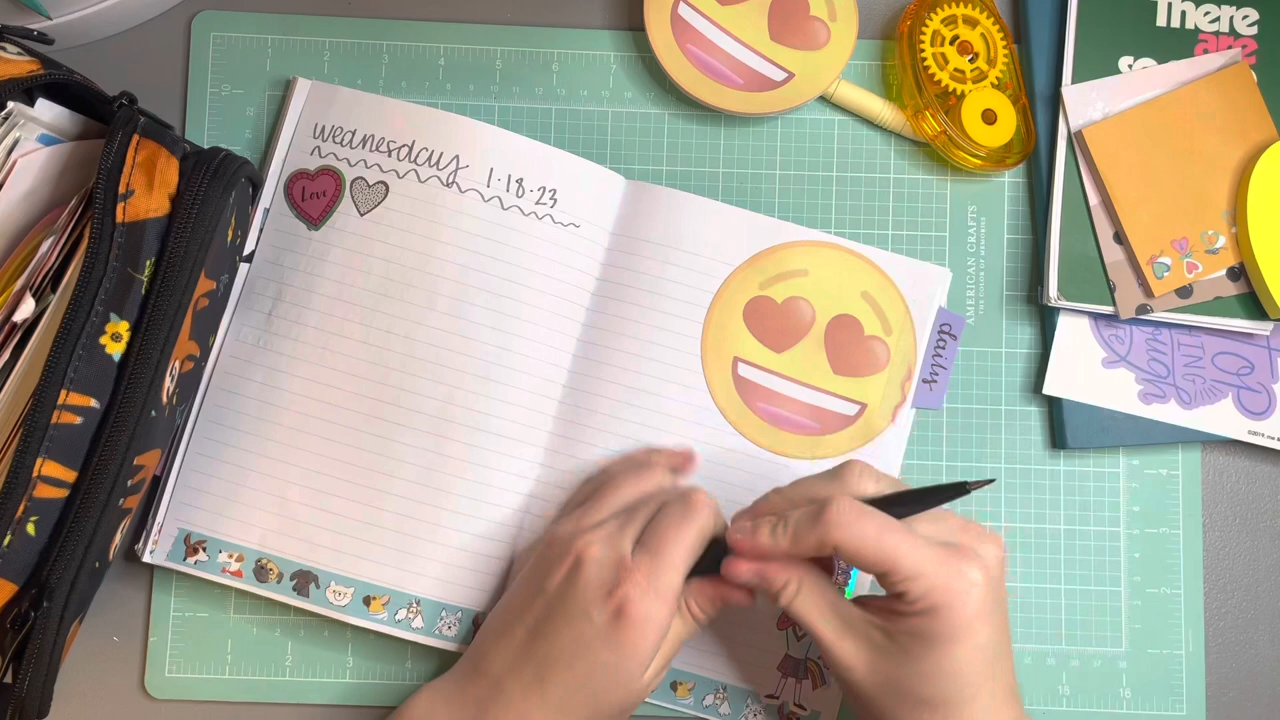 wednesday 1.18.23
Love
daily
There
are
AMERICAN CRAFTS
THE COLOR OF MEMORIES